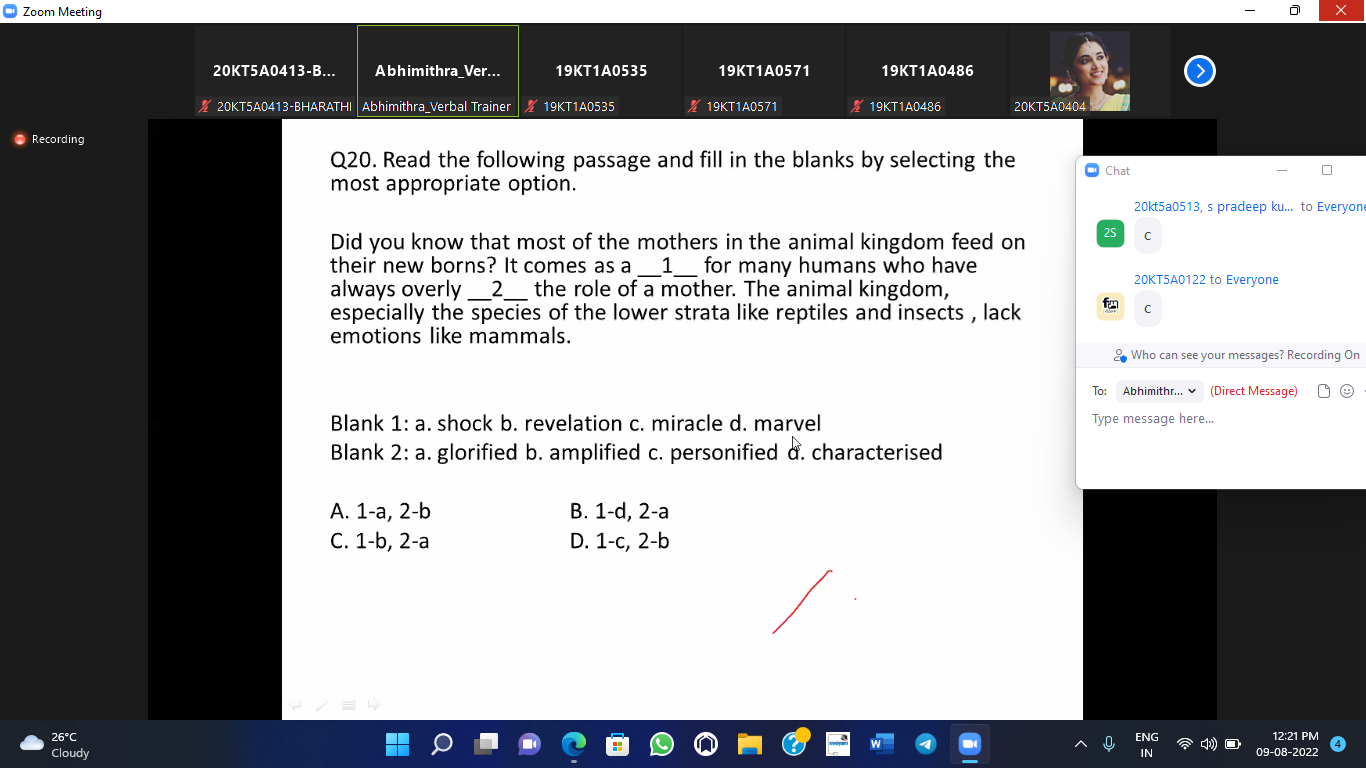 Zoom Meeting
20KT5A0413-B...
Abhimithra_Ver...
19KT1A0535
19KT1A0571
19KT1A0486
20KT5A0413-BHARATHI
Abhimithra_Verbal Trainer
19KT1A0535
19KT1A0571
19KT1A0486
20KT5A0404
Recording
Q20. Read the following passage and fill in the blanks by selecting the
most appropriate option.
Did you know that most of the mothers in the animal kingdom feed on
their new borns? It comes as a __1__ for many humans who have
always overly __2__ the role of a mother. The animal kingdom,
especially the species of the lower strata like reptiles and insects , lack
emotions like mammals.
Blank 1: a. shock b. revelation c. miracle d. marvel
Blank 2: a. glorified b. amplified c. personified d. characterised
A. 1-a, 2-b
B. 1-d, 2-a
C. 1-b, 2-a
D. 1-c, 2-b
Chat
20kt5a0513, s pradeep ku... to Everyone
2S
C
20KT5A0122 to Everyone
C
Who can see your messages? Recording On
To: Abhimithr... (Direct Message)
Type message here...
26°C
Cloudy
ENG
IN
12:21 PM
09-08-2022
4